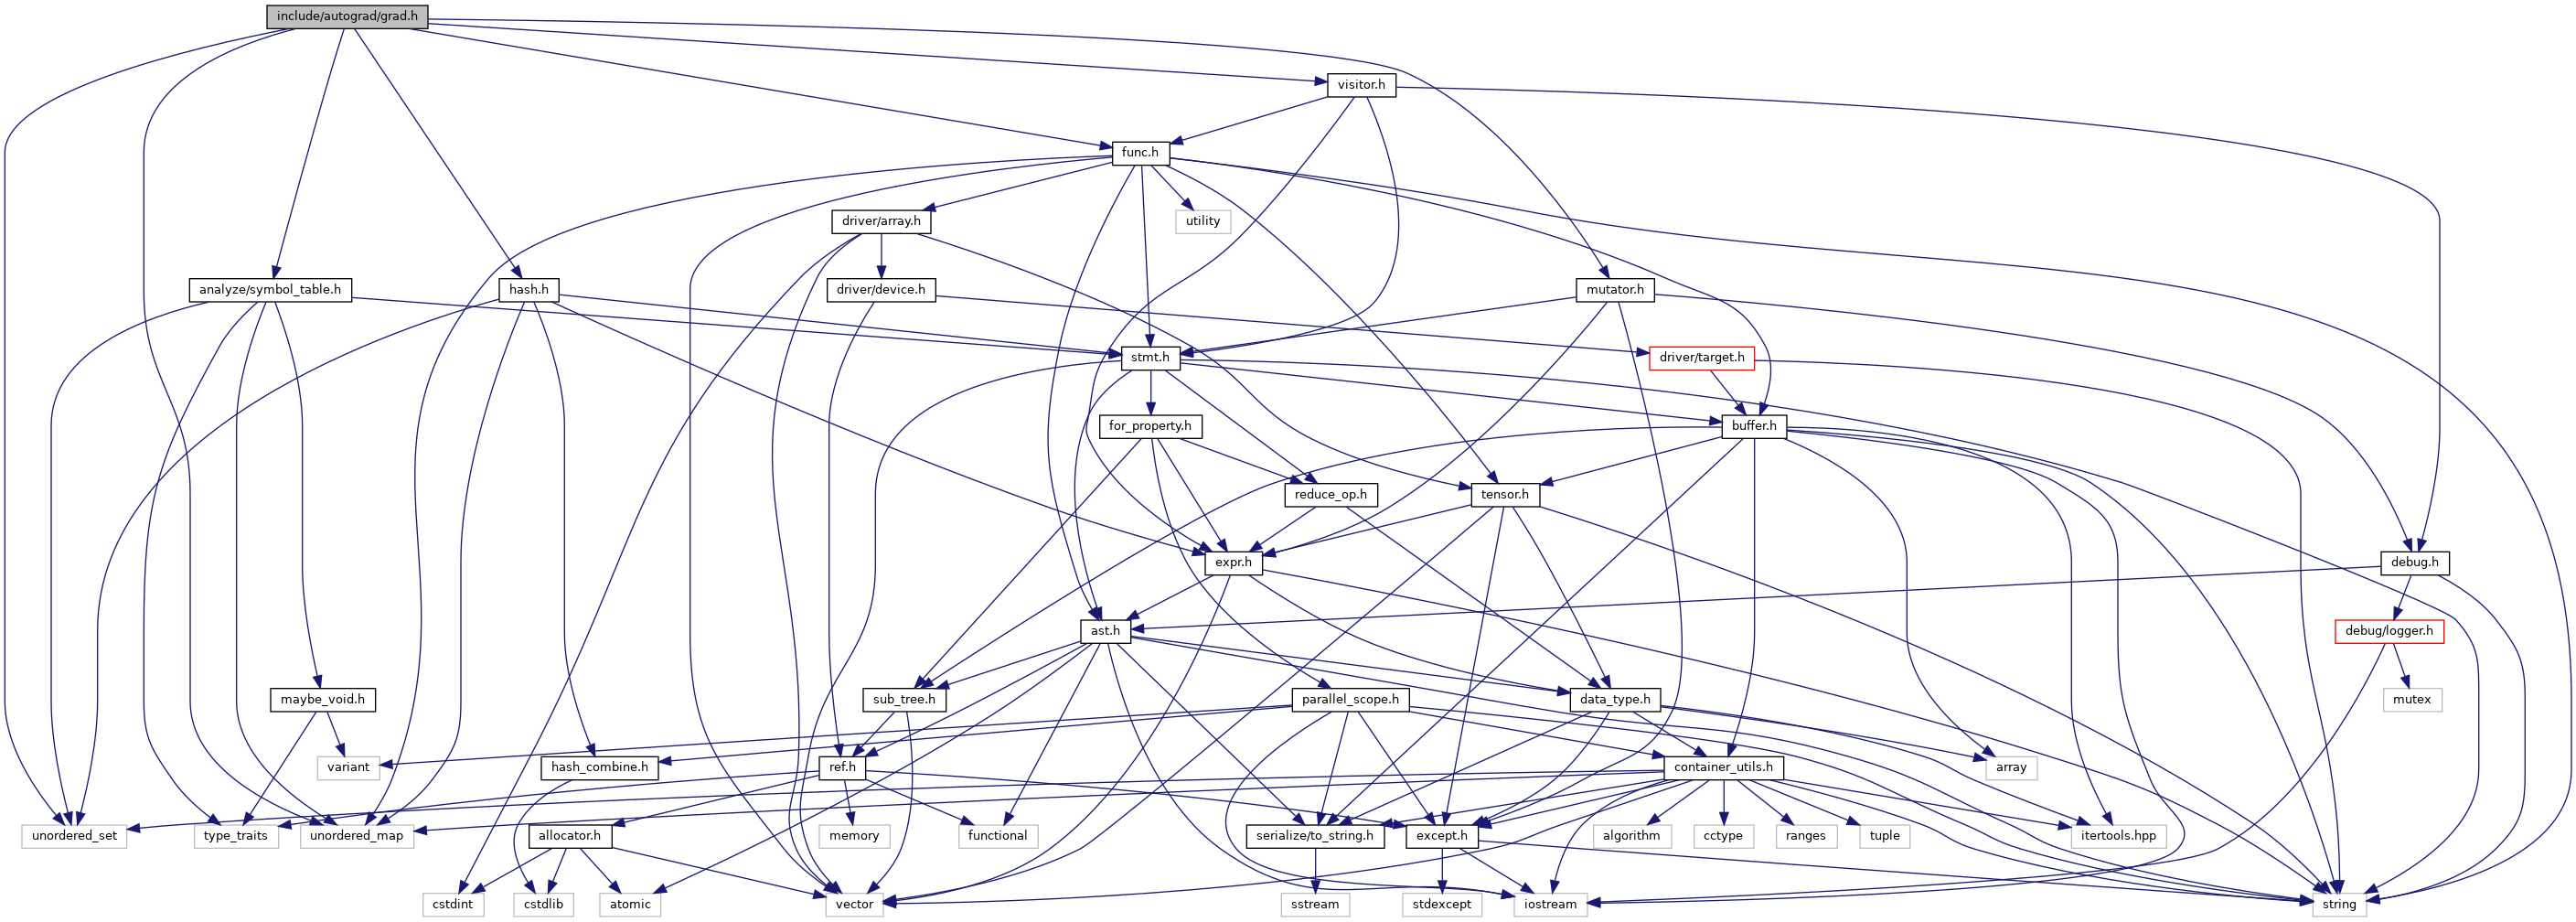 include/autograd/grad.h
visitor.h
func.h
driver/array.h
utility
analyze/symbol_table.h
hash.h
driver/device.h
mutator.h
stmt.h
driver/target.h
for_property.h
buffer.h
reduce_op.h
tensor.h
expr.h
debug.h
ast.h
debug/logger.h
maybe_void.h
sub_tree.h
parallel_scope.h
data_type.h
mutex
variant
hash_combine.h
ref.h
container_utils.h
array
unordered_set
type_traits
unordered_map
allocator.h
memory
functional
serialize/to_string.h
except.h
algorithm
cctype
ranges
tuple
itertools.hpp
cstdint
cstdlib
atomic
vector
sstream
stdexcept
iostream
string